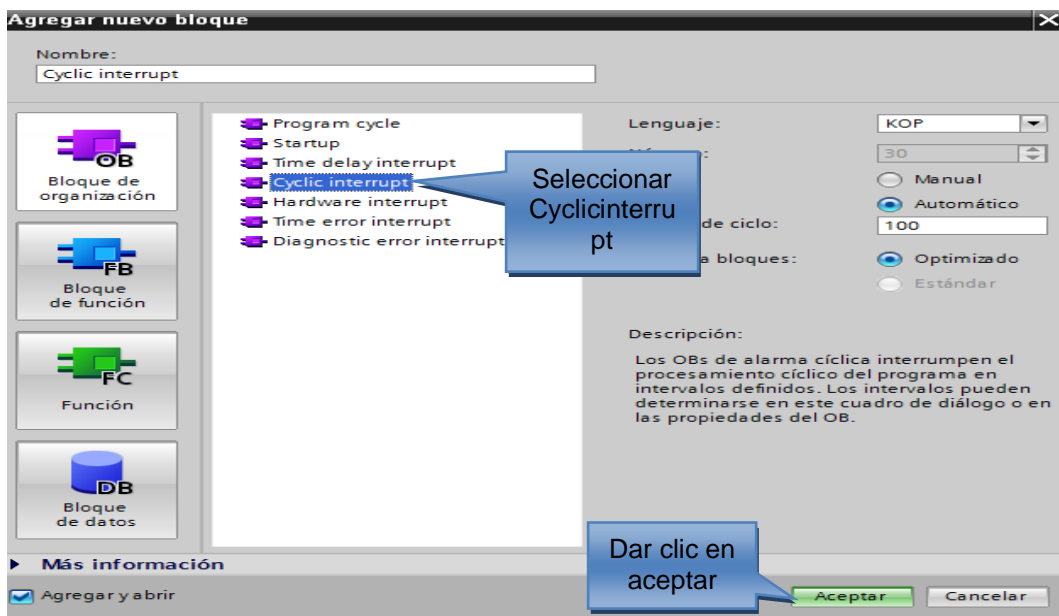 Agregar nuevo bloque
Nombre:
Cyclic interrupt
OB
Bloque de
organización
FB
Bloque
de función
FC
Función
DB
Bloque
de datos
Program cycle
Startup
Time delay interrupt
Cyclic interrupt
Hardware interrupt
Time error interrupt
Diagnostic error interrupt
Seleccionar
Cyclicinterru
pt
Lenguaje:
KOP
30
Manual
Automático
de ciclo:
100
a bloques:
Optimizado
Estándar
Descripción:
Los OBs de alarma cíclica interrumpen el
procesamiento cíclico del programa en
intervalos definidos. Los intervalos pueden
determinarse en este cuadro de diálogo o en
las propiedades del OB.
Más información
Dar clic en
aceptar
Agregar y abrir
Aceptar
Cancelar